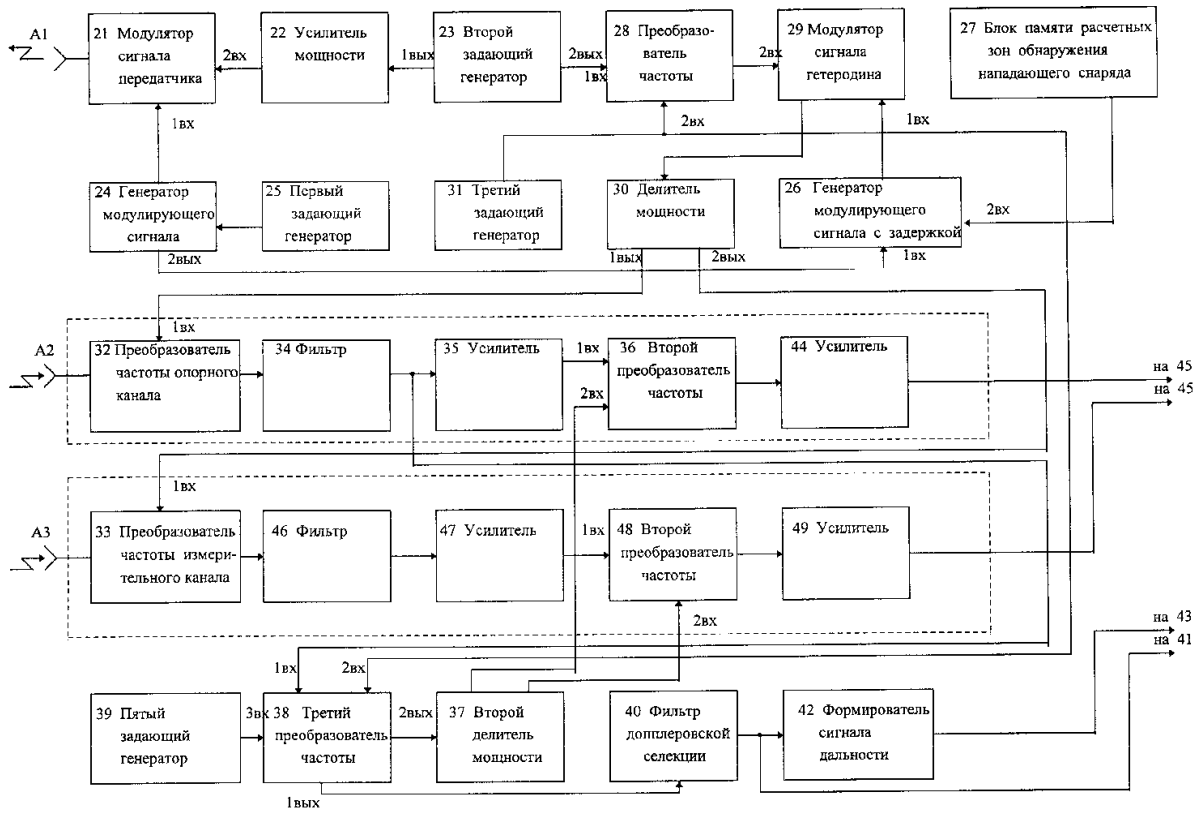 А1
21 Модулятор
сигнала
передатчика
2вх
22 Усилитель
мощности
1вых
23 Второй
задающий
генератор
2вых
1вх
28 Преобразо-
ватель
частоты
2вх
29 Модулятор
сигнала
гетеродина
27 Блок памяти расчетных
зон обнаружения
нападающего снаряда
1вх
2вх
1вх
24 Генератор
модулирующего
сигнала
25 Первый
задающий
генератор
31 Третий
задающий
генератор
30 Делитель
мощности
26 Генератор
модулирующего
сигнала с задержкой
2вх
2вых
1вых
2вых
1вх
1вх
А2
32 Преобразователь
частоты опорного
канала
34 Фильтр
35 Усилитель
1вх
2вх
36 Второй
преобразователь
частоты
44 Усилитель
на 45
на 45
1вх
А3
33 Преобразователь
частоты измери-
тельного канала
46 Фильтр
47 Усилитель
1вх
48 Второй
преобразователь
частоты
49 Усилитель
2вх
на 43
на 41
1вх
2вх
39 Пятый
задающий
генератор
3вх
38 Третий
преобразователь
частоты
2вых
37 Второй
делитель
мощности
40 Фильтр
допплеровской
селекции
42 Формирователь
сигнала
дальности
1вых